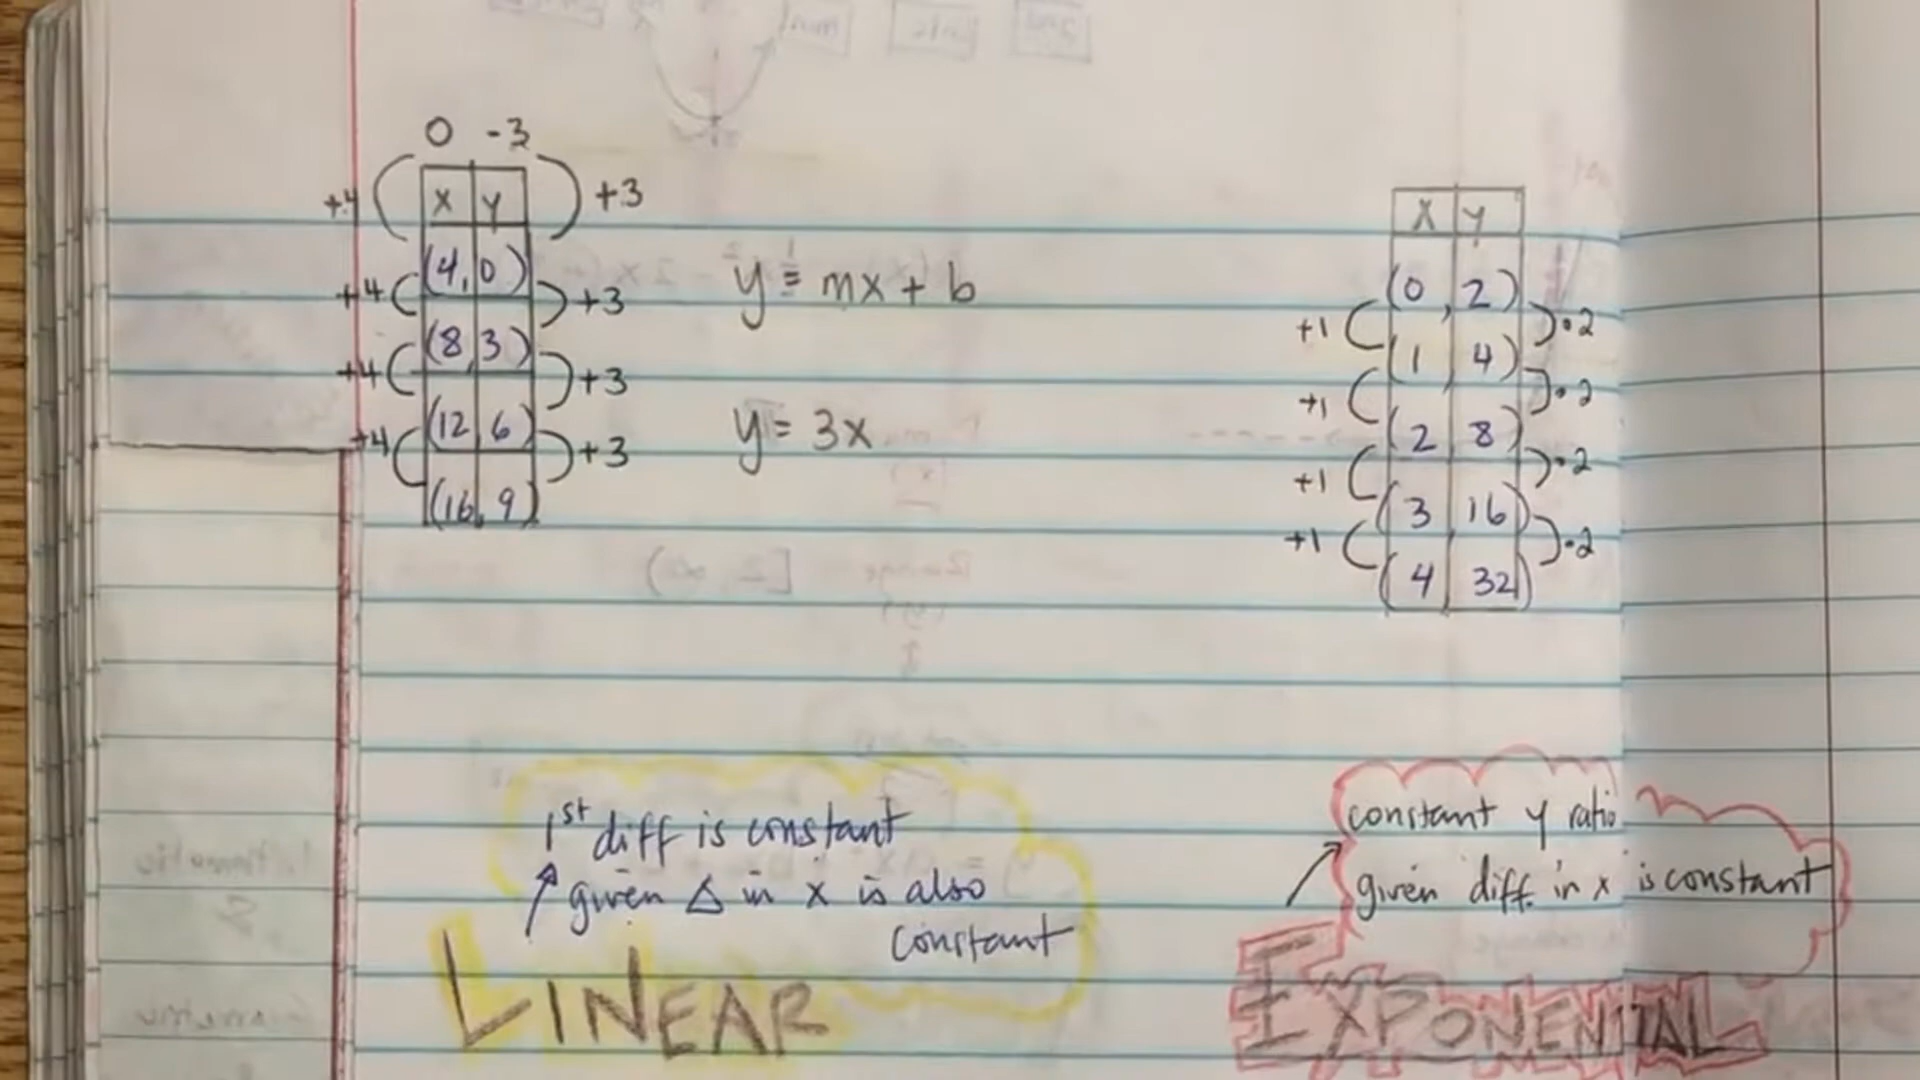 0 -3
+4 x y +3
(4, 0)
+4 +3
(8, 3)
+4 +3
(12, 6)
+4 +3
(16, 9)
y = mx + b
y = 3x
1st diff is constant
given Δ in x is also
constant
LINEAR
x y
(0, 2)
+1 •2
(1, 4)
+1 •2
(2, 8)
+1 •2
(3, 16)
+1 •2
(4, 32)
constant y ratio
given diff. in x is constant
EXPONENTIAL